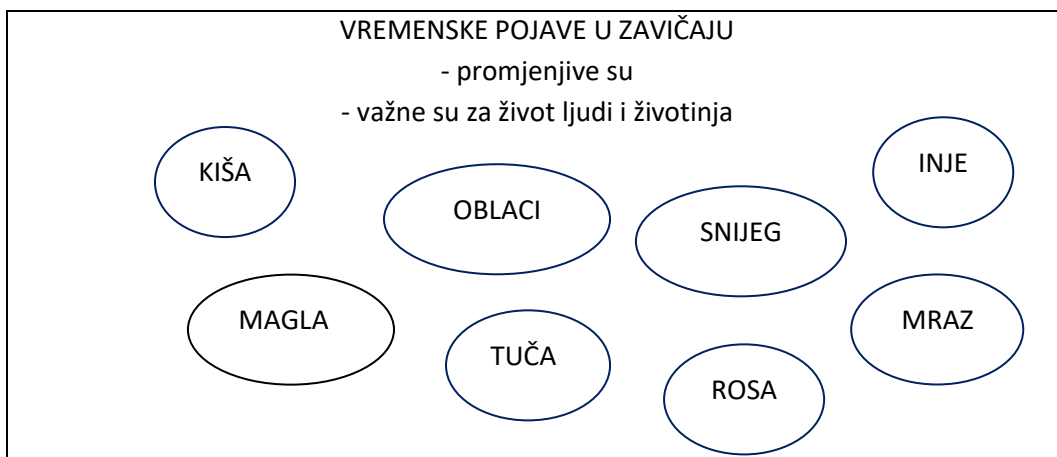 VREMENSKE POJAVE U ZAVIČAJU
- promjenjive su
- važne su za život ljudi i životinja
KIŠA
OBLACI
SNIJEG
INJE
MAGLA
TUČA
ROSA
MRAZ